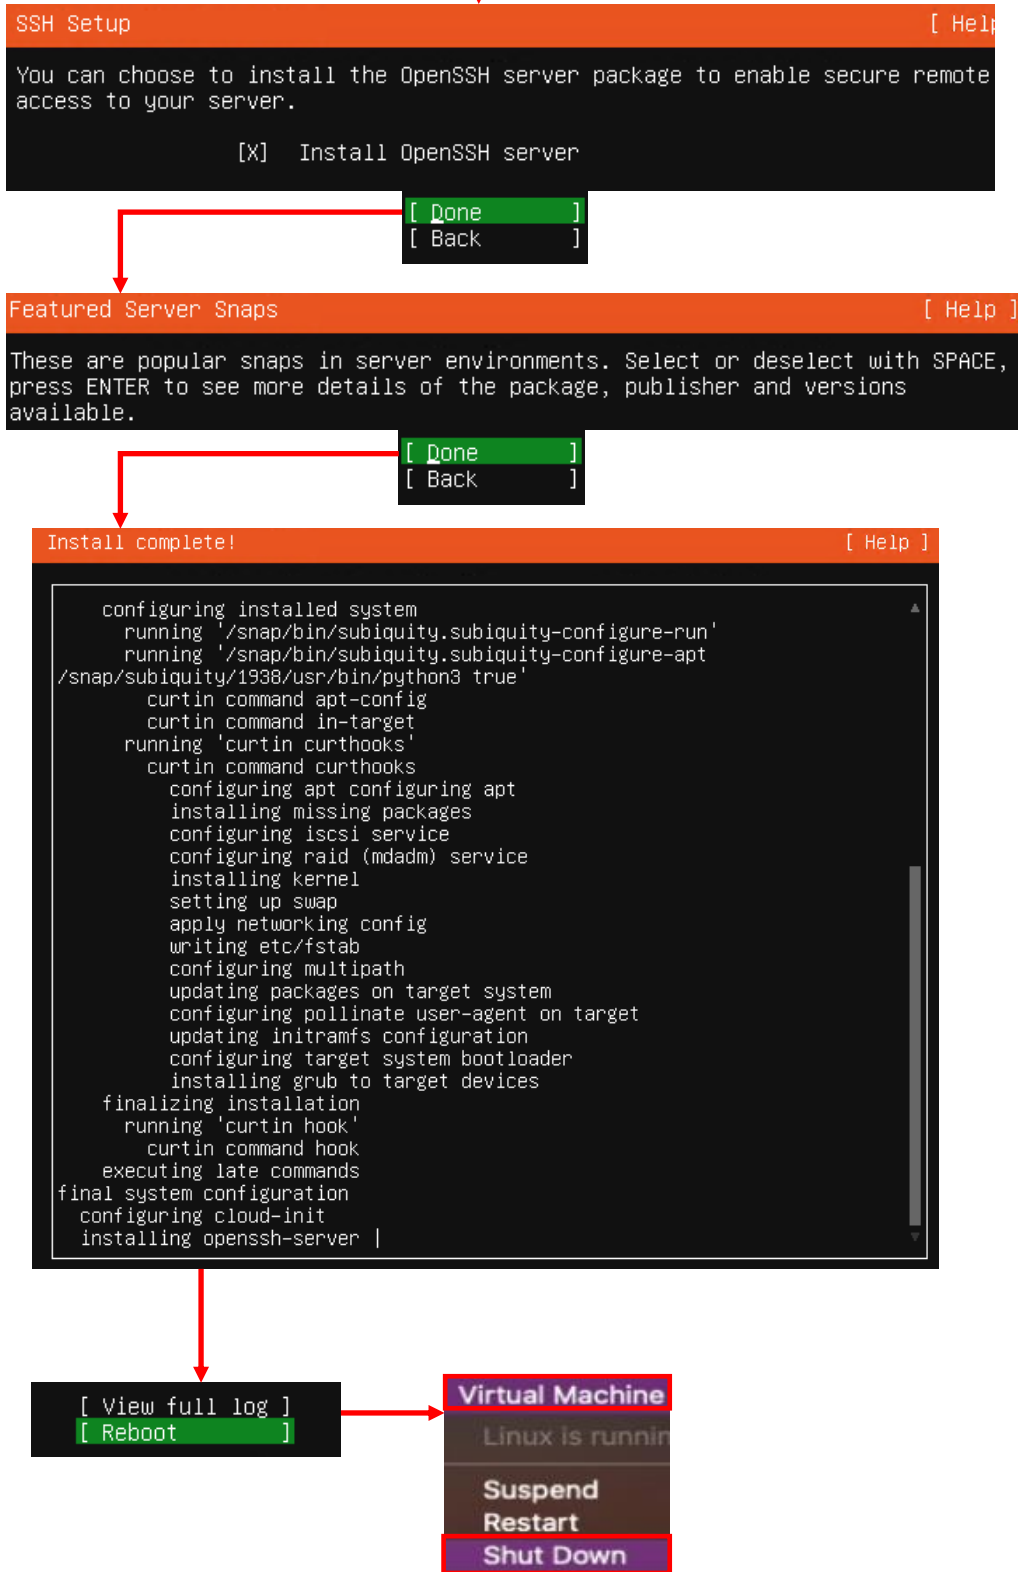 SSH Setup [ Help
You can choose to install the OpenSSH server package to enable secure remote
access to your server.
[X] Install OpenSSH server
[ Done ]
[ Back ]
Featured Server Snaps [ Help ]
These are popular snaps in server environments. Select or deselect with SPACE,
press ENTER to see more details of the package, publisher and versions
available.
[ Done ]
[ Back ]
Install complete! [ Help ]
configuring installed system
running '/snap/bin/subiquity.subiquity-configure-run'
running '/snap/bin/subiquity.subiquity-configure-apt
/snap/subiquity/1938/usr/bin/python3 true'
curtin command apt-config
curtin command in-target
running 'curtin curthooks'
curtin command curthooks
configuring apt configuring apt
installing missing packages
configuring iscsi service
configuring raid (mdadm) service
installing kernel
setting up swap
apply networking config
writing etc/fstab
configuring multipath
updating packages on target system
configuring pollinate user-agent on target
updating initramfs configuration
configuring target system bootloader
installing grub to target devices
finalizing installation
running 'curtin hook'
curtin command hook
executing late commands
final system configuration
configuring cloud-init
installing openssh-server |
[ View full log ]
[ Reboot ]
Virtual Machine
Linux is runnin
Suspend
Restart
Shut Down